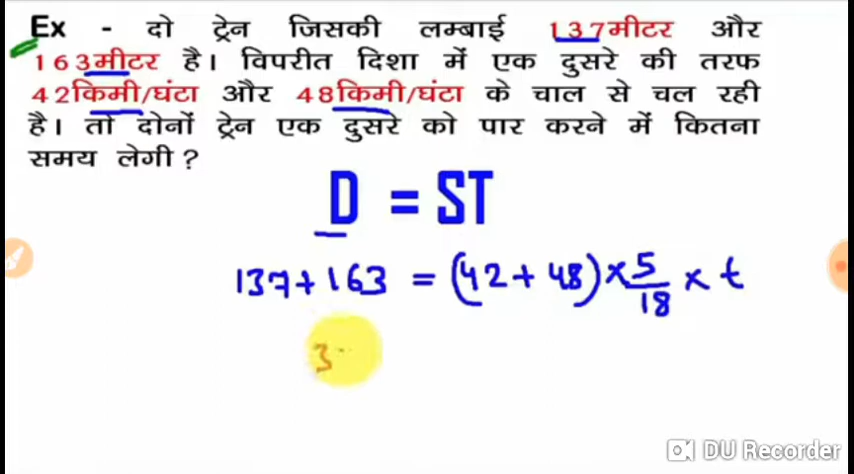 Ex - दो ट्रेन जिसकी लम्बाई 137मीटर और
163मीटर है। विपरीत दिशा में एक दुसरे की तरफ
42किमी/घंटा और 48किमी/घंटा के चाल से चल रही
है। तो दोनों ट्रेन एक दुसरे को पार करने में कितना
समय लेगी ?
D = ST
137+163 = (42+48)×5/18×t
3
DU Recorder